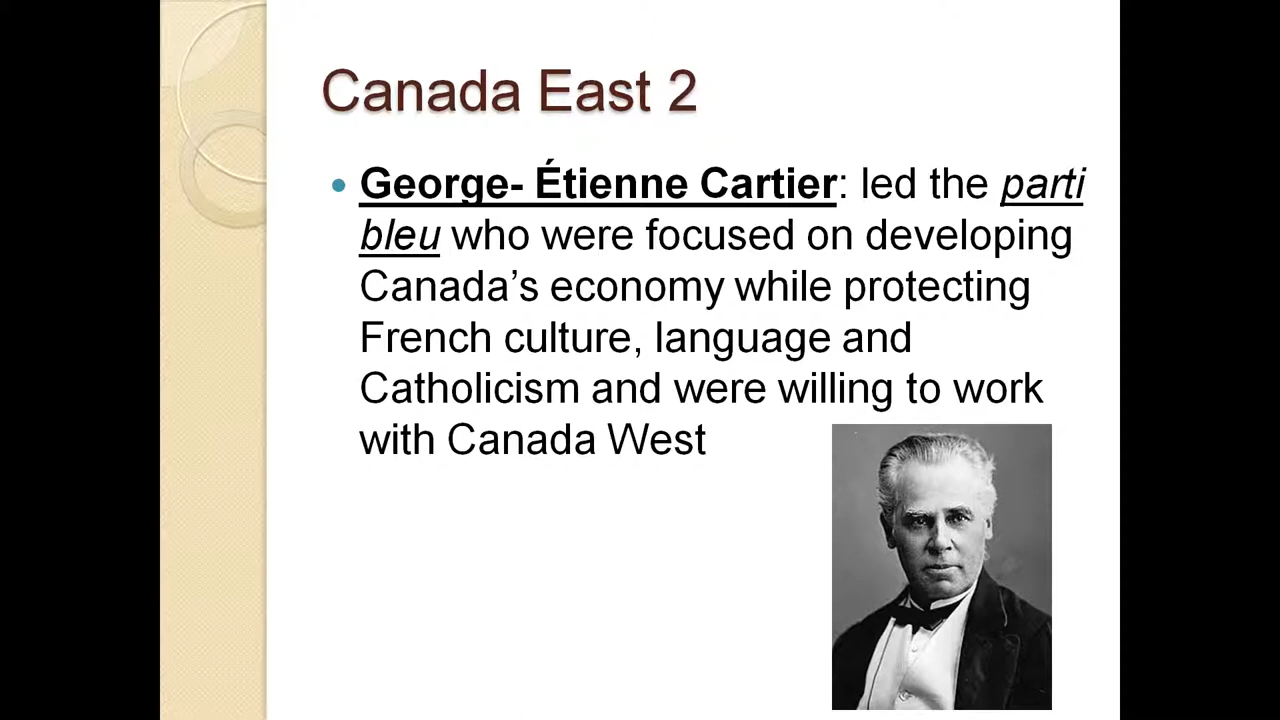 Canada East 2
• George- Étienne Cartier: led the parti
bleu who were focused on developing
Canada's economy while protecting
French culture, language and
Catholicism and were willing to work
with Canada West